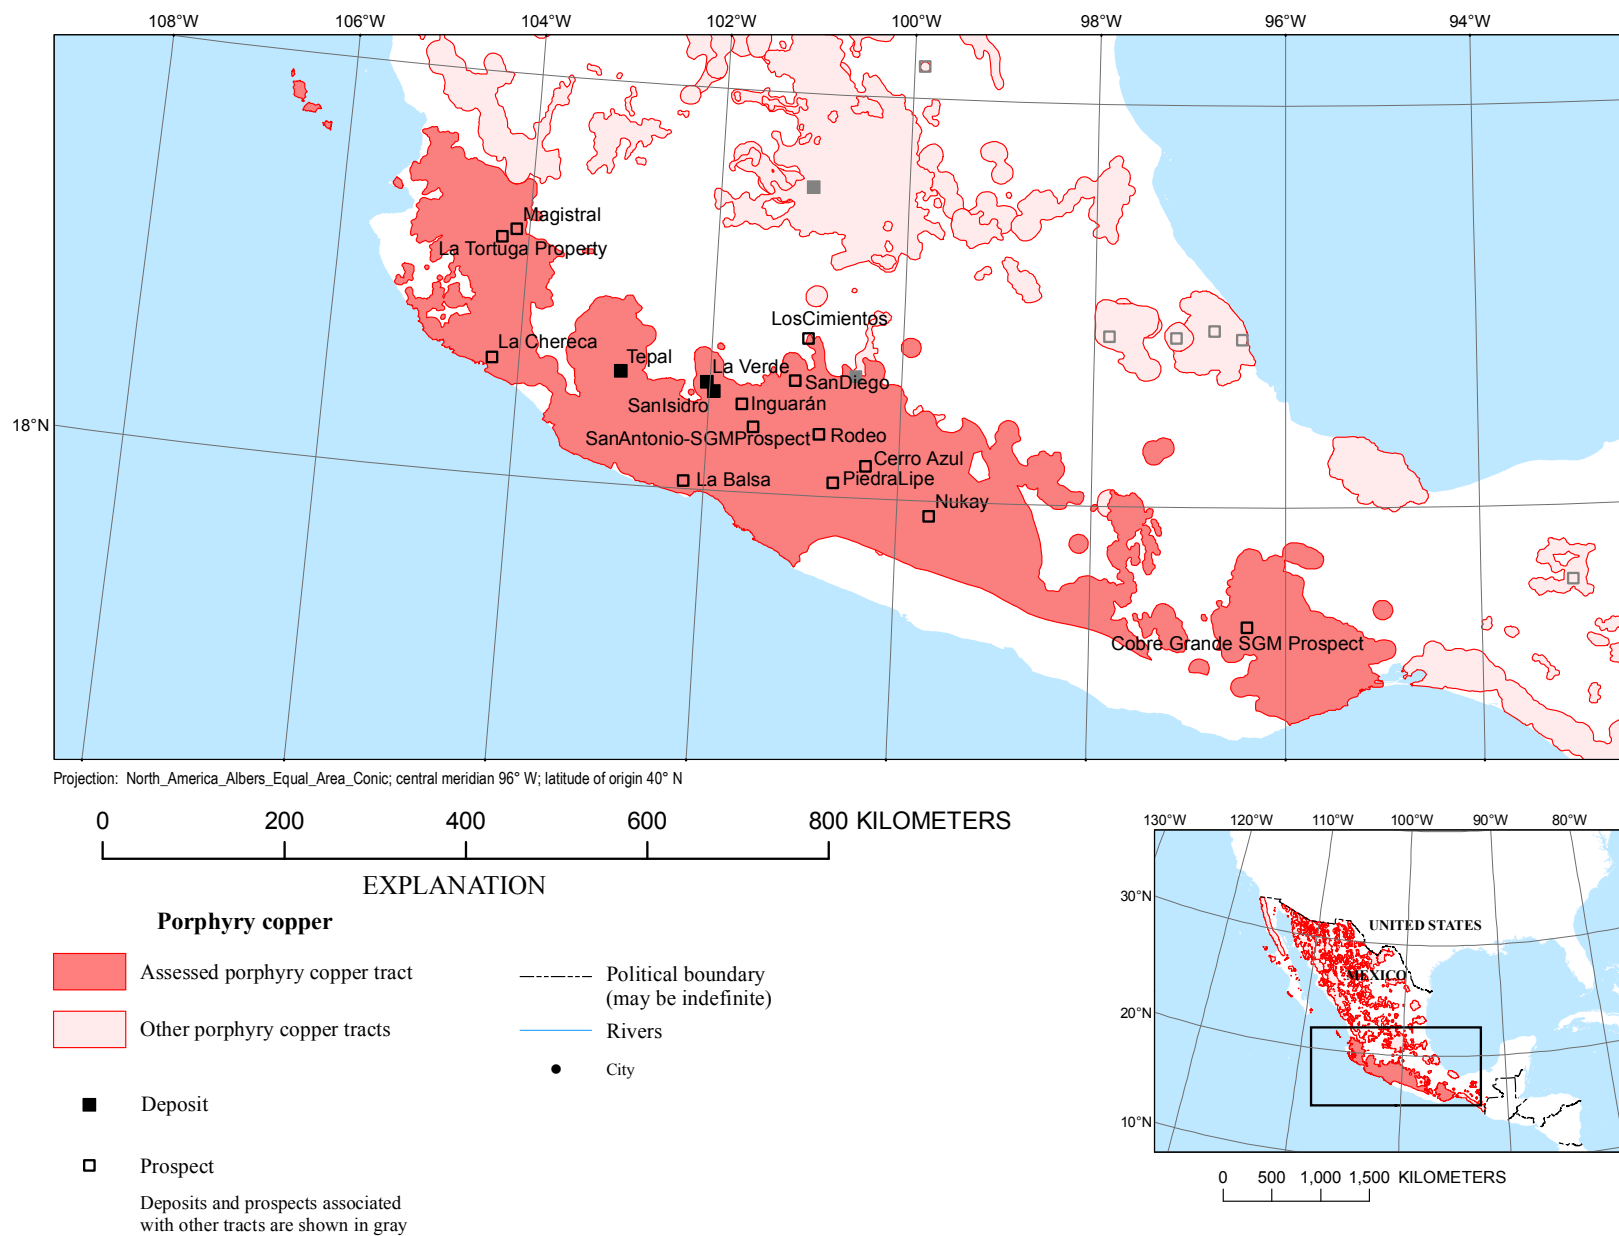 108°W 106°W 104°W 102°W 100°W 98°W 96°W 94°W
Magistral
La Tortuga Property
LosCimientos
La Chereca
Tepal
La Verde
SanDiego
SanIsidro
Inguarán
18°N
SanAntonio-SGMProspect
Rodeo
Cerro Azul
La Balsa
PiedraLipe
Nukay
Cobre Grande SGM Prospect
Projection: North_America_Albers_Equal_Area_Conic; central meridian 96° W; latitude of origin 40° N
0 200 400 600 800 KILOMETERS
EXPLANATION
Porphyry copper
Assessed porphyry copper tract
Other porphyry copper tracts
Deposit
Prospect
Deposits and prospects associated
with other tracts are shown in gray
Political boundary
(may be indefinite)
Rivers
City
130°W 120°W 110°W 100°W 90°W 80°W
30°N
UNITED STATES
MEXICO
20°N
10°N
0 500 1,000 1,500 KILOMETERS